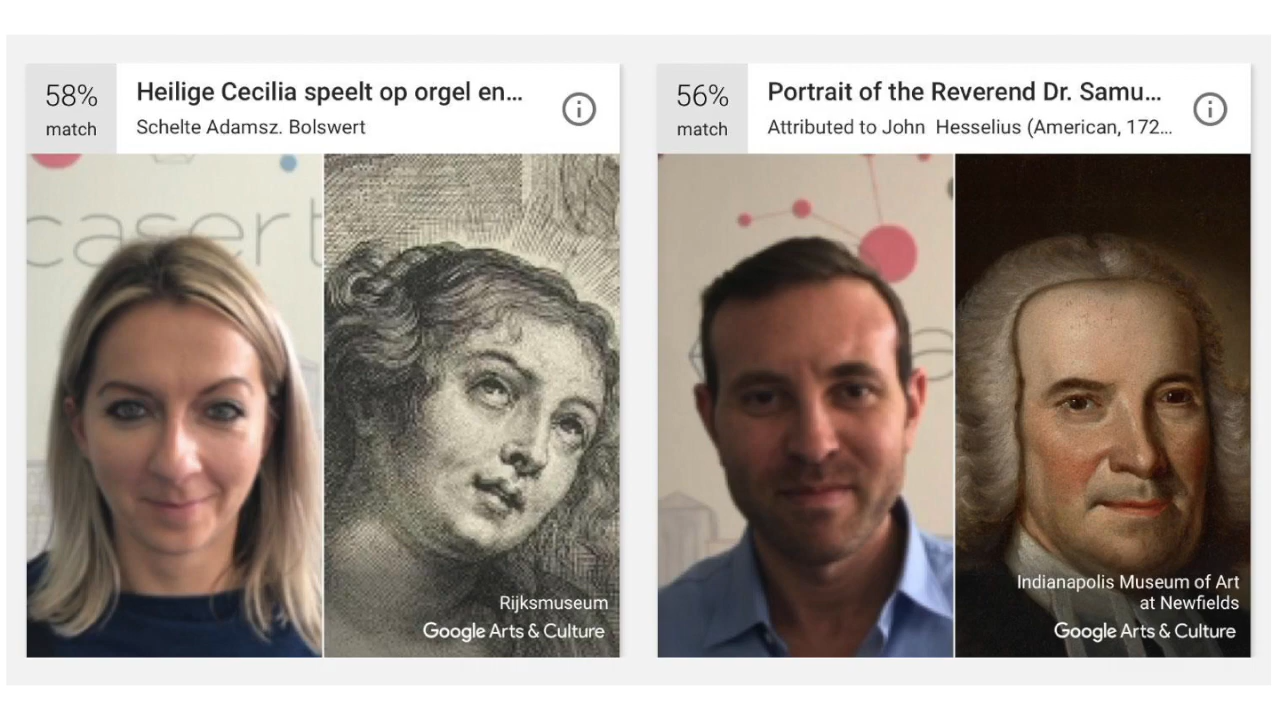 58%
match
Heilige Cecilia speelt op orgel en...
Schelte Adamsz. Bolswert
casert
Rijksmuseum
Google Arts & Culture
56%
match
Portrait of the Reverend Dr. Samu...
Attributed to John Hesselius (American, 172...
Indianapolis Museum of Art
at Newfields
Google Arts & Culture